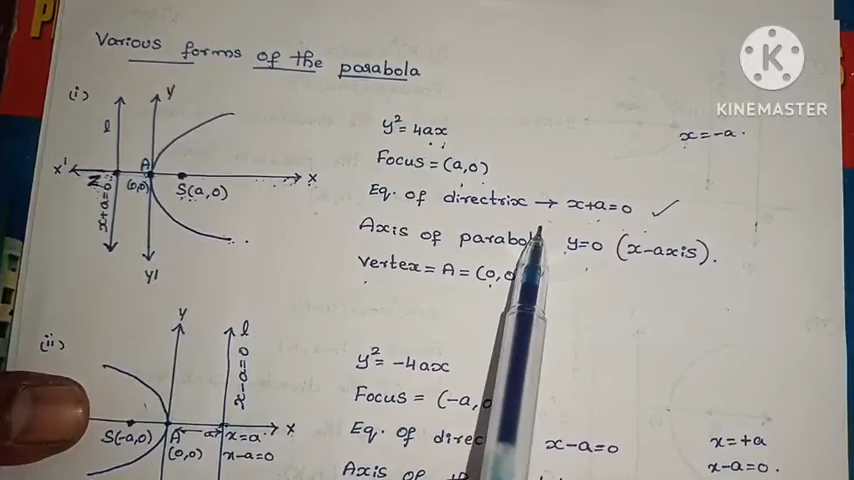 Various forms of the parabola
(i)
l
Y
X'
Z
A
(0,0)
S(a,0)
X
x+a=0
Y'
y²=4ax
x=-a.
Focus = (a,0)
Eq. of directrix → x+a=0 ✓
Axis of y=0 (x-axis).
Vertex = A = (0,0
KINEMASTER
(ii)
Y
l
x-a=0
S(-a,0)
A
(0,0)
a
x=a
x-a=0
X
y²= -4ax
Focus = (-a,0
Eq. of x-a=0
x=+a
x-a=0.
Axis of